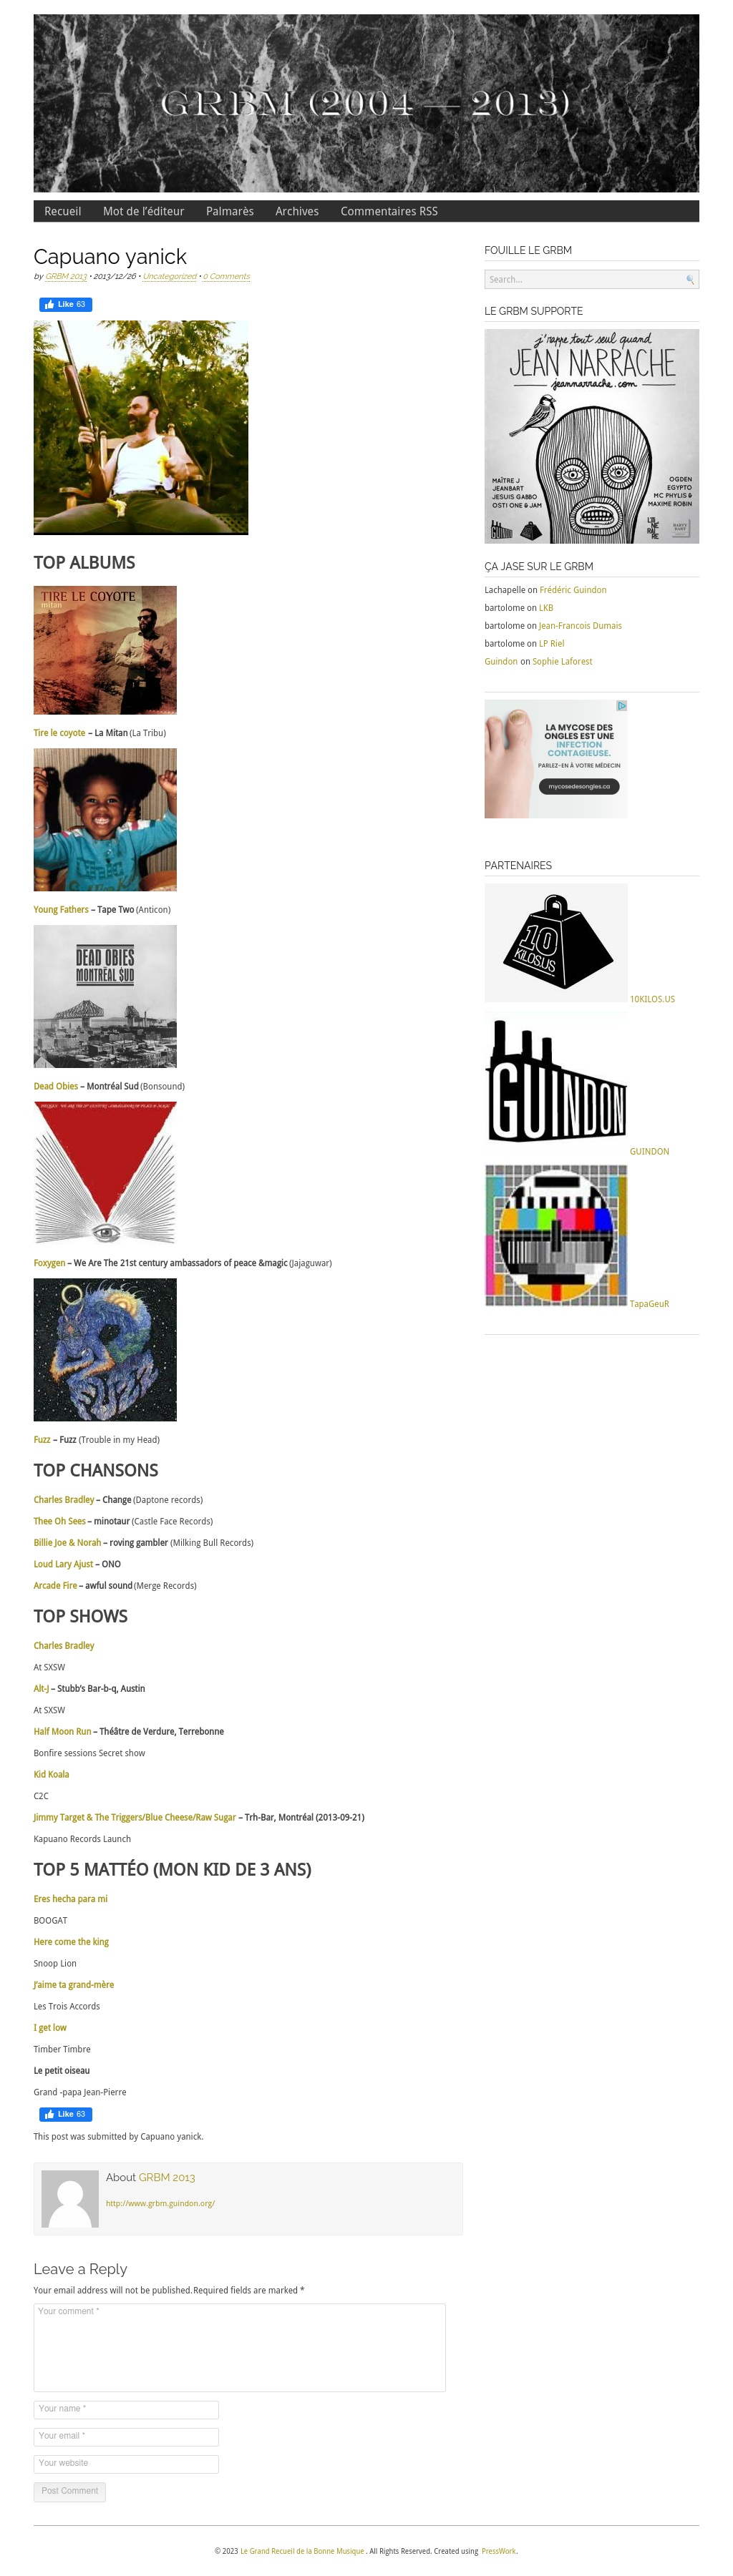 GRBM (2004 — 2013)
Recueil Mot de l'éditeur Palmarès Archives Commentaires RSS
Capuano yanick
by GRBM 2013 • 2013/12/26 • Uncategorized • 0 Comments
Like 63
TOP ALBUMS
TIRE LE COYOTE
mitan
Tire le coyote – La Mitan (La Tribu)
Young Fathers – Tape Two (Anticon)
DEAD OBIES
MONTRÉAL $UD
Dead Obies – Montréal Sud (Bonsound)
Foxygen – We Are The 21st century ambassadors of peace &magic (Jajaguwar)
Fuzz – Fuzz (Trouble in my Head)
TOP CHANSONS
Charles Bradley – Change (Daptone records)
Thee Oh Sees – minotaur (Castle Face Records)
Billie Joe & Norah – roving gambler (Milking Bull Records)
Loud Lary Ajust – ONO
Arcade Fire – awful sound (Merge Records)
TOP SHOWS
Charles Bradley
At SXSW
Alt-J – Stubb's Bar-b-q, Austin
At SXSW
Half Moon Run – Théâtre de Verdure, Terrebonne
Bonfire sessions Secret show
Kid Koala
C2C
Jimmy Target & The Triggers/Blue Cheese/Raw Sugar – Trh-Bar, Montréal (2013-09-21)
Kapuano Records Launch
TOP 5 MATTÉO (MON KID DE 3 ANS)
Eres hecha para mi
BOOGAT
Here come the king
Snoop Lion
J'aime ta grand-mère
Les Trois Accords
I get low
Timber Timbre
Le petit oiseau
Grand -papa Jean-Pierre
Like 63
This post was submitted by Capuano yanick.
About GRBM 2013
http://www.grbm.guindon.org/
Leave a Reply
Your email address will not be published.Required fields are marked *
Your comment *
Your name *
Your email *
Your website
Post Comment
FOUILLE LE GRBM
Search...
LE GRBM SUPPORTE
j'rappe tout seul quand
JEAN NARRACHE
jeannarrache.com
MAÎTRE J
JEANBART
JESUIS GABBO
OSTI ONE & JAM
OGDEN
EGYPTO
MC PHYLIS &
MAXIME ROBIN
ÇA JASE SUR LE GRBM
Lachapelle on Frédéric Guindon
bartolome on LKB
bartolome on Jean-Francois Dumais
bartolome on LP Riel
Guindon on Sophie Laforest
LA MYCOSE DES
ONGLES EST UNE
INFECTION
CONTAGIEUSE.
PARLEZ-EN À VOTRE MÉDECIN
mycosedesongles.ca
PARTENAIRES
10
KILOS.US
10KILOS.US
GUINDON
GUINDON
TapaGeuR
© 2023 Le Grand Recueil de la Bonne Musique . All Rights Reserved. Created using PressWork.